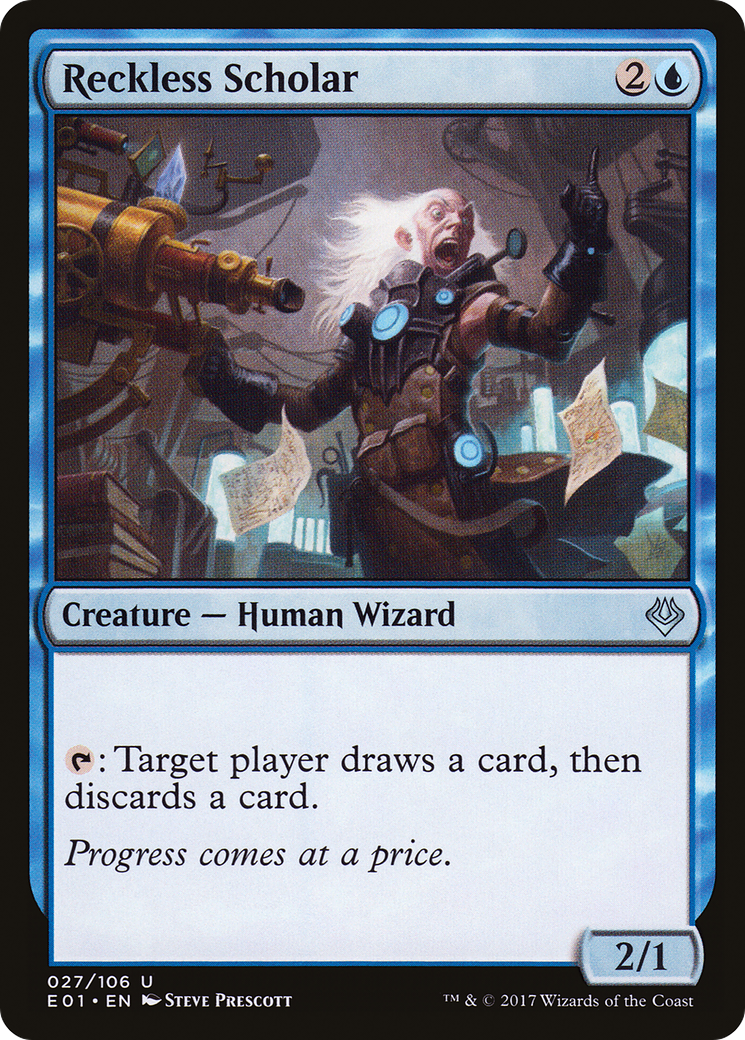 Reckless Scholar 2
Creature — Human Wizard
: Target player draws a card, then
discards a card.
Progress comes at a price.
2/1
027/106 U
E01 • EN Steve Prescott
™ & © 2017 Wizards of the Coast